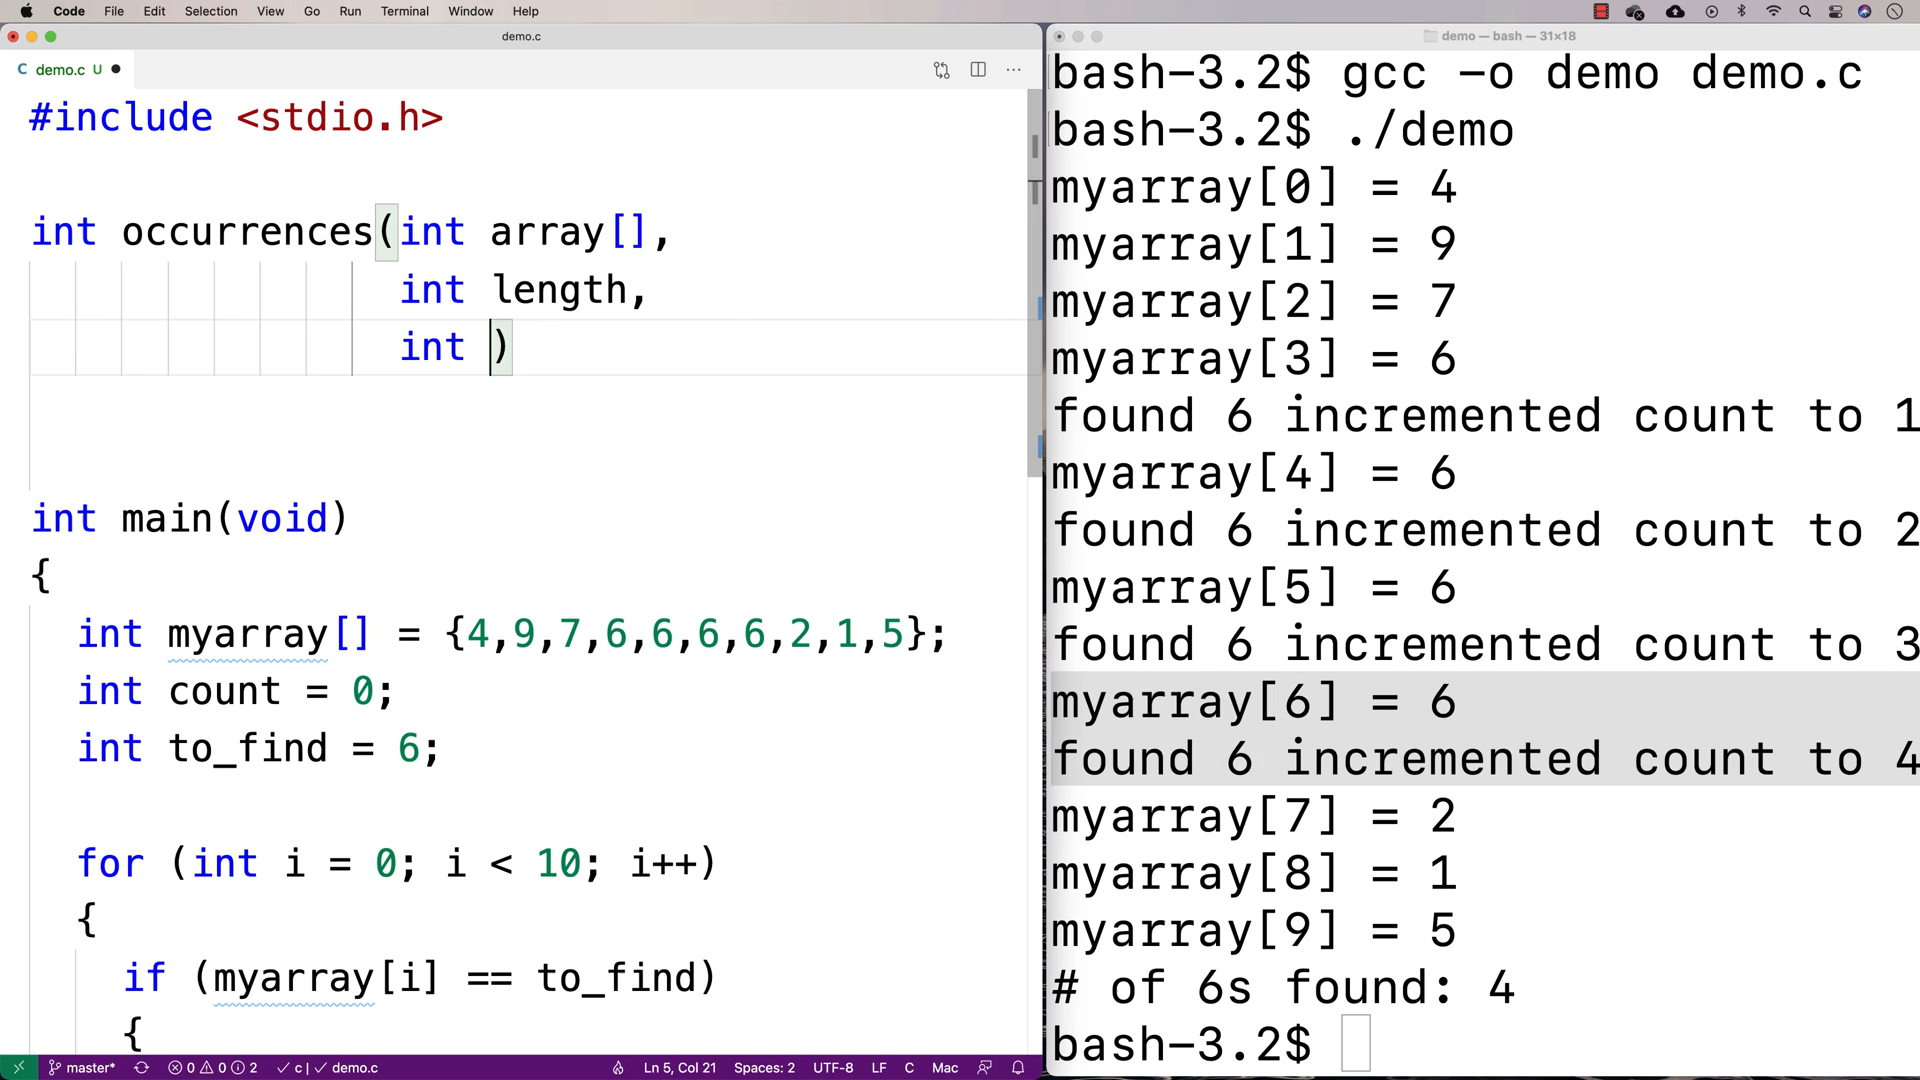 Code File Edit Selection View Go Run Terminal Window Help
demo.c
C demo.c U
#include <stdio.h>
int occurrences(int array[],
int length,
int )
int main(void)
{
int myarray[] = {4,9,7,6,6,6,6,2,1,5};
int count = 0;
int to_find = 6;
for (int i = 0; i < 10; i++)
{
if (myarray[i] == to_find)
{
master* 0 0 2 c | demo.c Ln 5, Col 21 Spaces: 2 UTF-8 LF C Mac
demo — bash — 31×18
bash-3.2$ gcc -o demo demo.c
bash-3.2$ ./demo
myarray[0] = 4
myarray[1] = 9
myarray[2] = 7
myarray[3] = 6
found 6 incremented count to 1
myarray[4] = 6
found 6 incremented count to 2
myarray[5] = 6
found 6 incremented count to 3
myarray[6] = 6
found 6 incremented count to 4
myarray[7] = 2
myarray[8] = 1
myarray[9] = 5
# of 6s found: 4
bash-3.2$